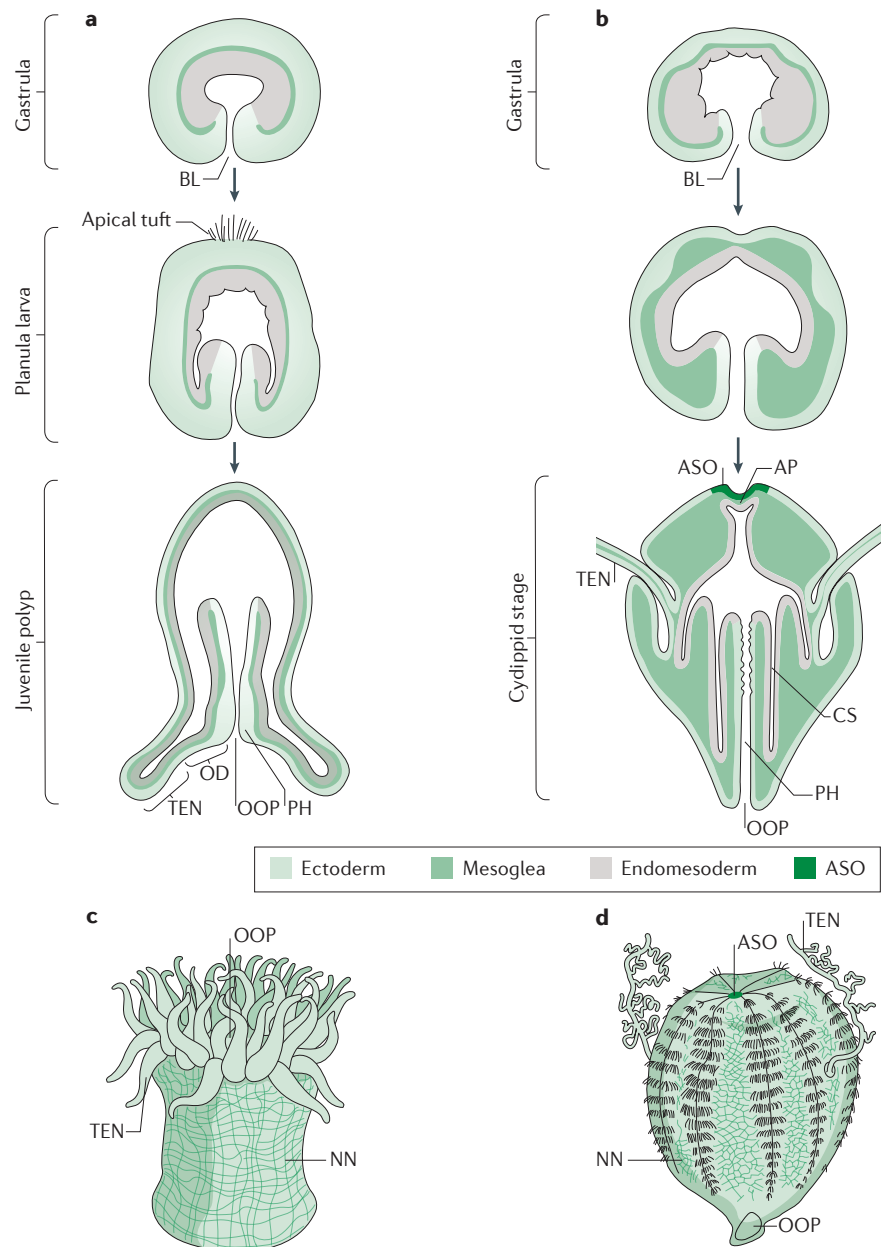 a
Gastrula
BL
Apical tuft
Planula larva
Juvenile polyp
OD
TEN
OOP
PH
b
Gastrula
BL
ASO
AP
TEN
Cydippid stage
CS
PH
OOP
Ectoderm Mesoglea Endomesoderm ASO
c
OOP
TEN
NN
d
TEN
ASO
NN
OOP